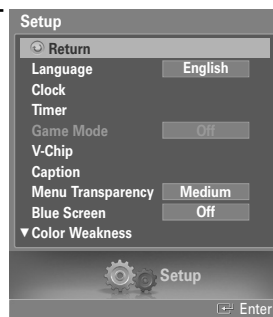 Setup
Return
Language English
Clock
Timer
Game Mode Off
V-Chip
Caption
Menu Transparency Medium
Blue Screen Off
▼ Color Weakness
Setup
Enter